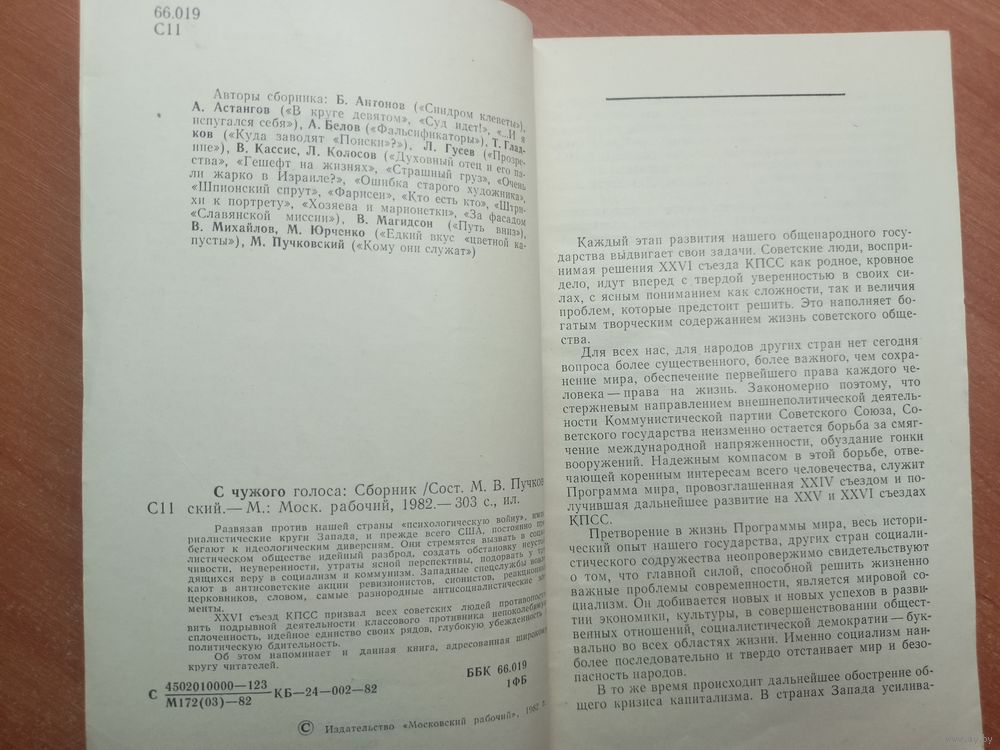 66.019
С11
Авторы сборника: Б. Антонов («Синдром клеветы»),
А. Астангов («В круге девятом», «Суд идет!», «...И я
испугался себя»), А. Белов («Фальсификаторы»), Т. Глад-
ков («Куда заводят «Поиски»?»), Л. Гусев («Прозре-
ние»), В. Кассис, Л. Колосов («Духовный отец и его па-
ства», «Гешефт на жизнях», «Страшный груз», «Очень
ли жарко в Израиле?», «Ошибка старого художника»,
«Шпионский спрут», «Фарисеи», «Кто есть кто», «Штри-
хи к портрету», «Хозяева и марионетки», «За фасадом
«Славянской миссии»), В. Магидсон («Путь вниз»),
В. Михайлов, М. Юрченко («Едкий вкус «цветной ка-
пусты»), М. Пучковский («Кому они служат»)
С чужого голоса: Сборник /Сост. М. В. Пучков
С11 ский.— М.: Моск. рабочий, 1982.— 303 с., ил.
Развязав против нашей страны «психологическую войну»,
риалистические круги Запада, и прежде всего США, постоянно
бегают к идеологическим диверсиям. Они стремятся вызвать в социа
листическом обществе идейный разброд, создать обстановку неусто
чивости, неуверенности, утраты ясной перспективы, подорвать у тру
дящихся веру в социализм и коммунизм. Западные спецслужбы
кают в антисоветские акции ревизионистов, сионистов, реакционн
церковников, словом, самые разнородные антисоциалистические
менты.
XXVI съезд КПСС призвал всех советских людей противопоста
вить подрывной деятельности классового противника непоколебимую
сплоченность, идейное единство своих рядов, глубокую убежденность
политическую бдительность.
Об этом напоминает и данная книга, адресованная широкому
кругу читателей.
С 4502010000—123
М172(03)—82 КБ—24—002—82
ББК 66.019
1ФБ
© Издательство «Московский рабочий», 1982 г.
Каждый этап развития нашего общенародного госу-
дарства выдвигает свои задачи. Советские люди, воспри-
нимая решения XXVI съезда КПСС как родное, кровное
дело, идут вперед с твердой уверенностью в своих си-
лах, с ясным пониманием как сложности, так и величия
проблем, которые предстоит решить. Это наполняет бо-
гатым творческим содержанием жизнь советского обще-
ства.
Для всех нас, для народов других стран нет сегодня
вопроса более существенного, более важного, чем сохра-
нение мира, обеспечение первейшего права каждого че-
ловека — права на жизнь. Закономерно поэтому, что
стержневым направлением внешнеполитической деятель-
ности Коммунистической партии Советского Союза, Со-
ветского государства неизменно остается борьба за смяг-
чение международной напряженности, обуздание гонки
вооружений. Надежным компасом в этой борьбе, отве-
чающей коренным интересам всего человечества, служит
Программа мира, провозглашенная XXIV съездом и по-
лучившая дальнейшее развитие на XXV и XXVI съездах
КПСС.
Претворение в жизнь Программы мира, весь истори-
ческий опыт нашего государства, других стран социали-
стического содружества неопровержимо свидетельствуют
о том, что главной силой, способной решить жизненно
важные проблемы современности, является мировой со-
циализм. Он добивается новых и новых успехов в разви-
тии экономики, культуры, в совершенствовании общест-
венных отношений, социалистической демократии — бук-
вально во всех областях жизни. Именно социализм наи-
более последовательно и твердо отстаивает мир и безо-
пасность народов.
В то же время происходит дальнейшее обострение об-
щего кризиса капитализма. В странах Запада усилива-
www.ay.by